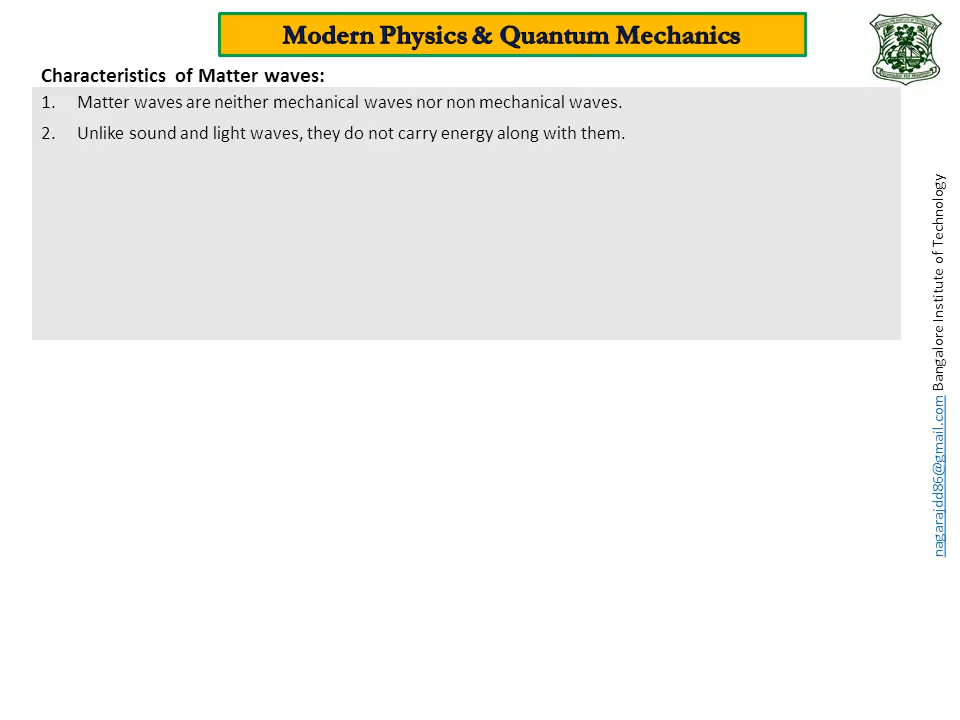 Modern Physics & Quantum Mechanics
Characteristics of Matter waves:
1. Matter waves are neither mechanical waves nor non mechanical waves.
2. Unlike sound and light waves, they do not carry energy along with them.
nagarajdd86@gmail.com Bangalore Institute of Technology